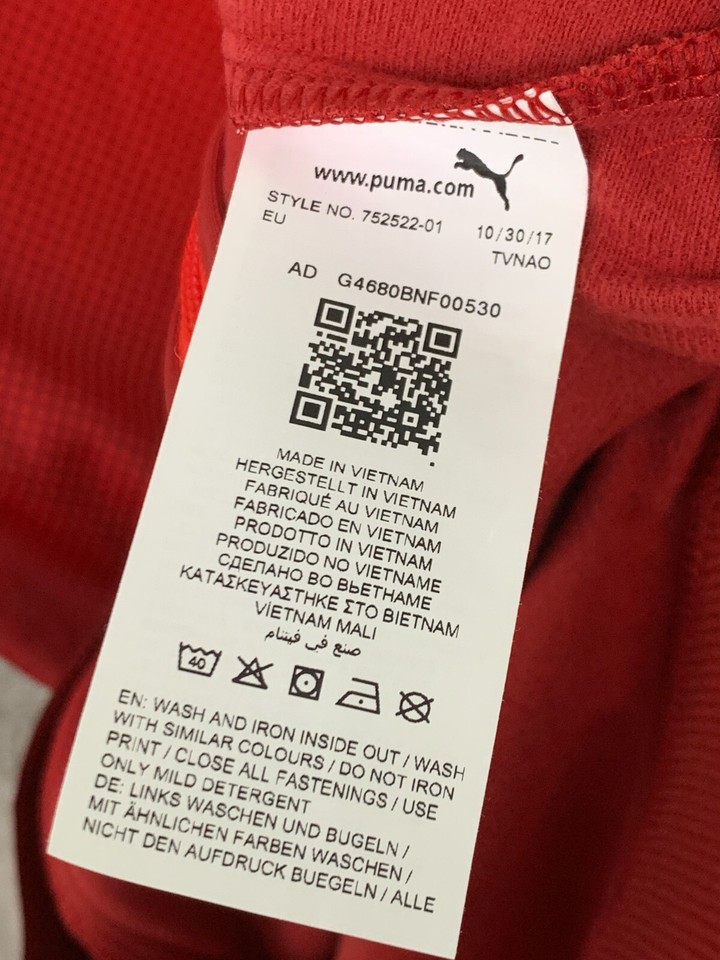 www.puma.com
STYLE NO. 752522-01 10/30/17
EU TVNAO
AD G4680BNF00530
MADE IN VIETNAM
HERGESTELLT IN VIETNAM
FABRIQUÉ AU VIETNAM
FABRICADO EN VIETNAM
PRODOTTO IN VIETNAM
PRODUZIDO NO VIETNAME
СДЕЛАНО ВО ВЬЕТНАМЕ
ΚΑΤΑΣΚΕΥΑΣΤΗΚΕ ΣΤΟ ΒΙΕΤΝΑΜ
VİETNAM MALI
صنع في فيتنام
40
EN: WASH AND IRON INSIDE OUT / WASH
WITH SIMILAR COLOURS / DO NOT IRON
PRINT / CLOSE ALL FASTENINGS / USE
ONLY MILD DETERGENT
DE: LINKS WASCHEN UND BUGELN /
MIT ÄHNLICHEN FARBEN WASCHEN /
NICHT DEN AUFDRUCK BUEGELN / ALLE